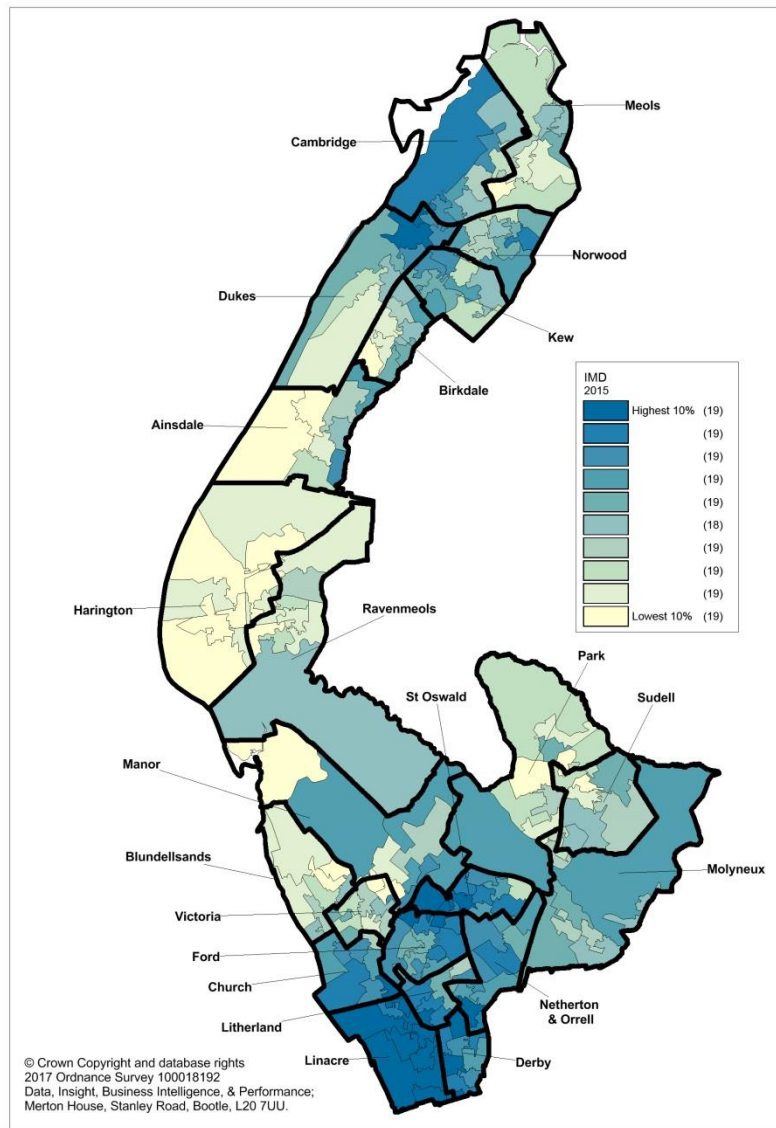 Meols
Cambridge
Norwood
Dukes
Kew
Birkdale
IMD
2015
Highest 10% (19)
(19)
(19)
(19)
(19)
(18)
(19)
(19)
(19)
Lowest 10% (19)
Ainsdale
Harington
Ravenmeols
Park
St Oswald
Sudell
Manor
Blundellsands
Molyneux
Victoria
Ford
Church
Netherton
& Orrell
Litherland
Linacre
Derby
© Crown Copyright and database rights
2017 Ordnance Survey 100018192
Data, Insight, Business Intelligence, & Performance;
Merton House, Stanley Road, Bootle, L20 7UU.